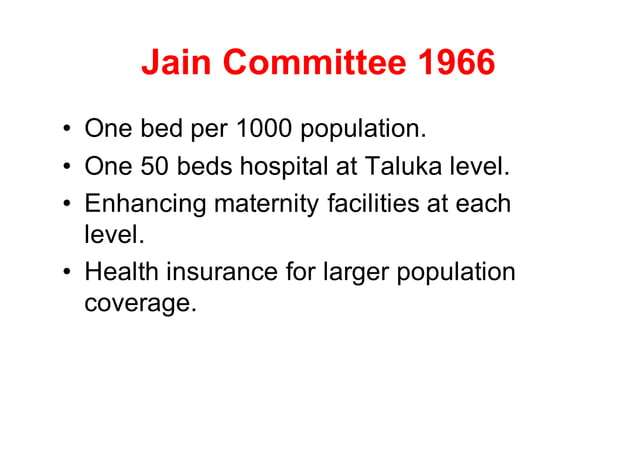 Jain Committee 1966
• One bed per 1000 population.
• One 50 beds hospital at Taluka level.
• Enhancing maternity facilities at each
level.
• Health insurance for larger population
coverage.